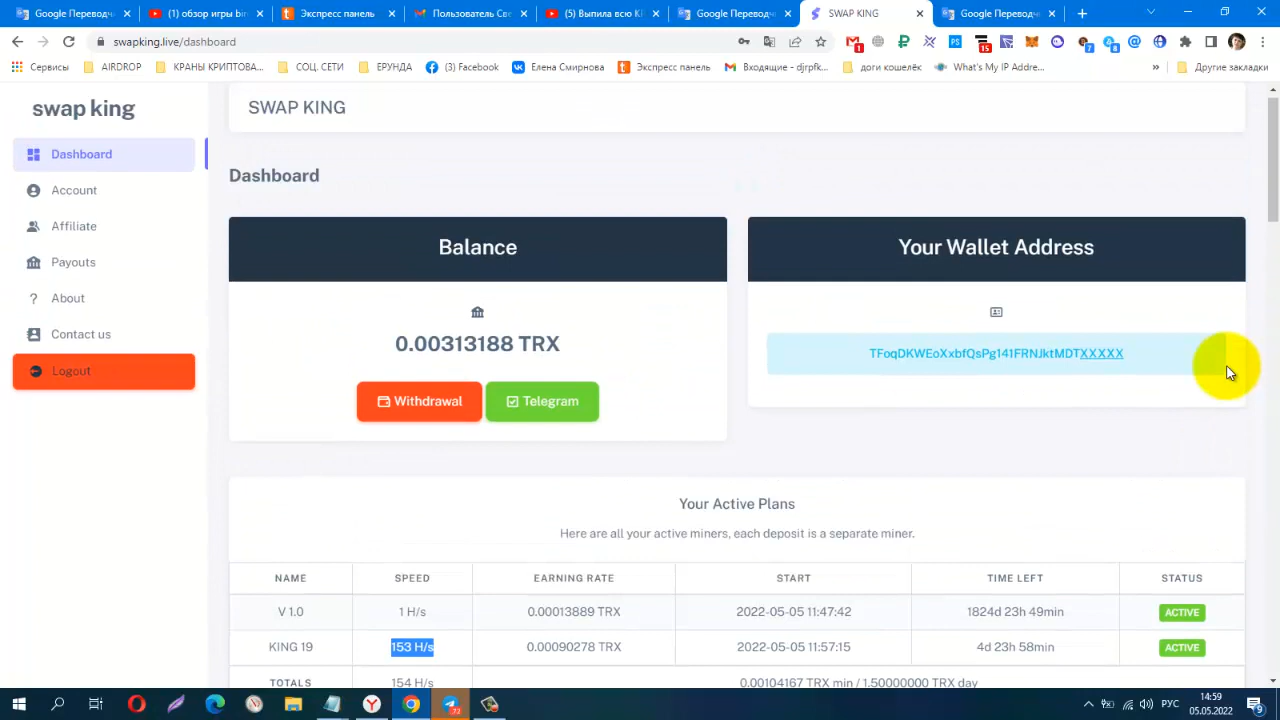 Google Переводч
(1) обзор игры bir
Экспресс панель
Пользователь Све
(5) Выпила всю Ki
Google Переводч
SWAP KING
Google Переводч
swapking.live/dashboard
Сервисы
AIRDROP
КРАНЫ КРИПТОВА...
СОЦ. СЕТИ
ЕРУНДА
(3) Facebook
Елена Смирнова
Экспресс панель
Входящие - djrpfk...
доги кошелёк
What's My IP Addre...
»
Другие закладки
swap king
Dashboard
Account
Affiliate
Payouts
About
Contact us
Logout
SWAP KING
Dashboard
Balance
0.00313188 TRX
Withdrawal
Telegram
Your Wallet Address
TFoqDKWEoXxbfQsPg141FRNJktMDTXXXXX
Your Active Plans
Here are all your active miners, each deposit is a separate miner.
NAME SPEED EARNING RATE START TIME LEFT STATUS
V 1.0 1 H/s 0.00013889 TRX 2022-05-05 11:47:42 1824d 23h 49min ACTIVE
KING 19 153 H/s 0.00090278 TRX 2022-05-05 11:57:15 4d 23h 58min ACTIVE
TOTALS 154 H/s 0.00104167 TRX min / 1.50000000 TRX day
РУС
14:59
05.05.2022